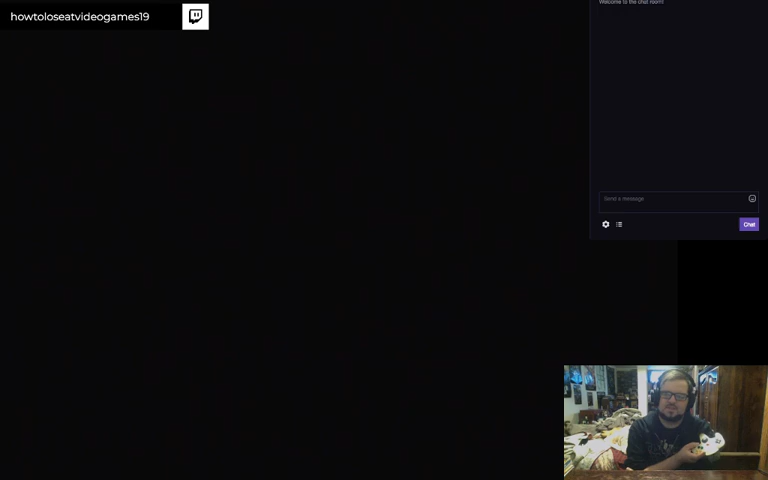 howtoloseatvideogames19
Welcome to the chat room!
Send a message
Chat